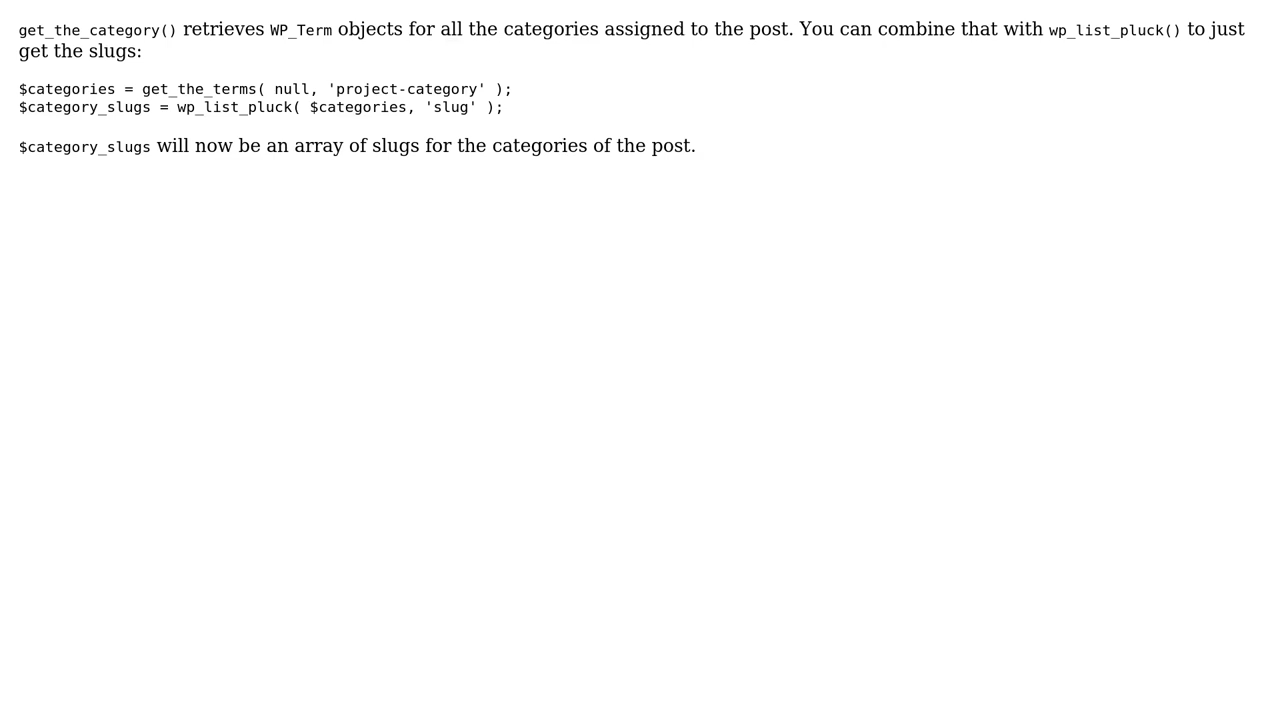 get_the_category() retrieves WP_Term objects for all the categories assigned to the post. You can combine that with wp_list_pluck() to just
get the slugs:
$categories = get_the_terms( null, 'project-category' );
$category_slugs = wp_list_pluck( $categories, 'slug' );
$category_slugs will now be an array of slugs for the categories of the post.